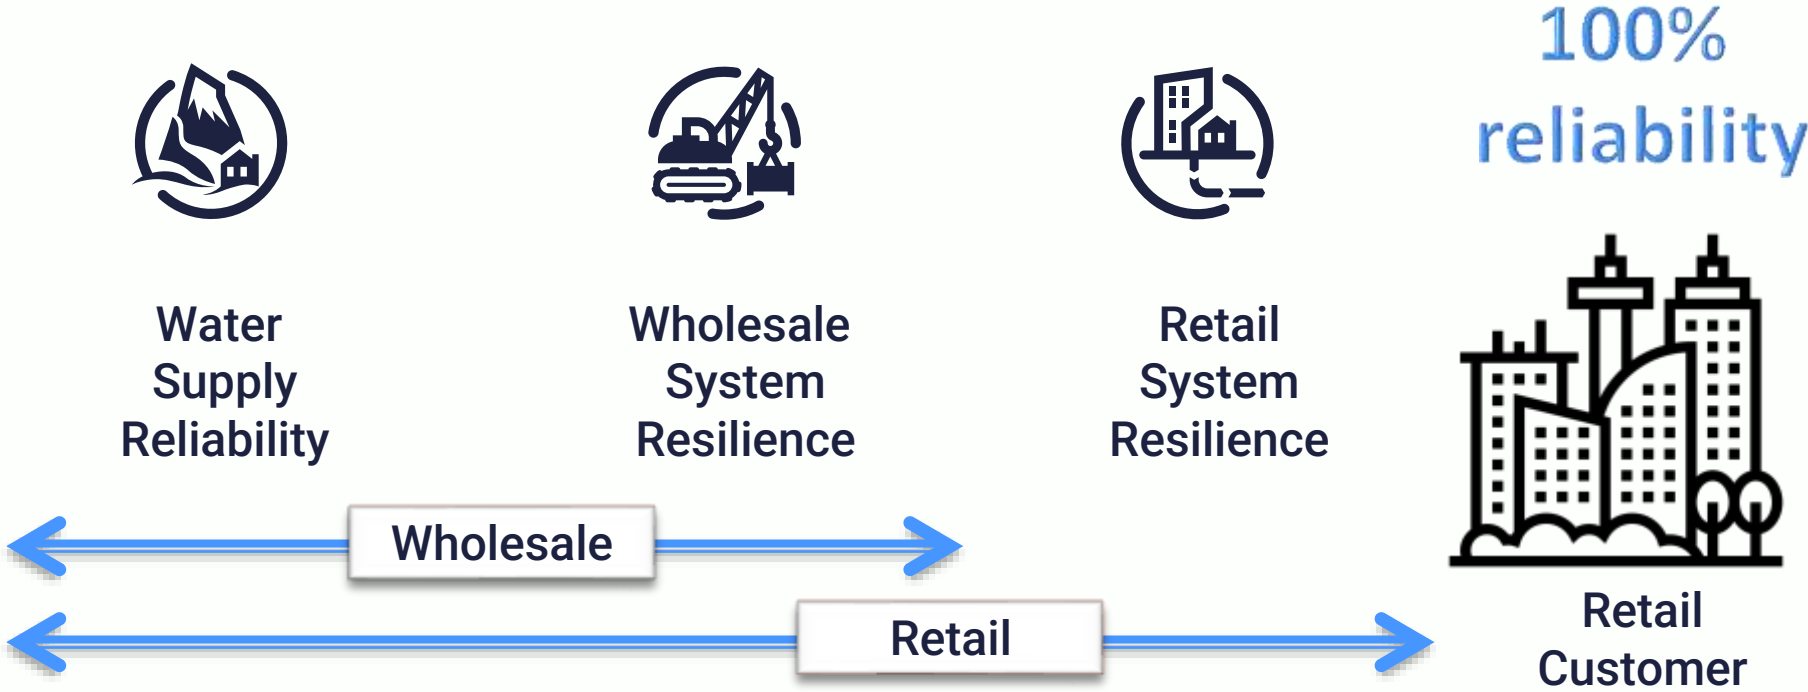 100%
reliability
Water
Supply
Reliability
Wholesale
System
Resilience
Retail
System
Resilience
Wholesale
Retail
Retail
Customer